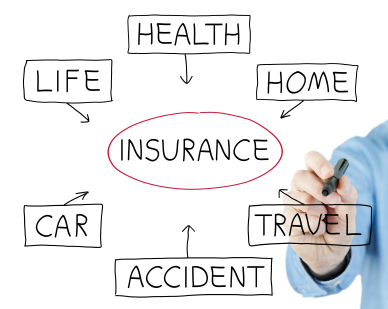 HEALTH
LIFE
HOME
INSURANCE
CAR
TRAVEL
ACCIDENT